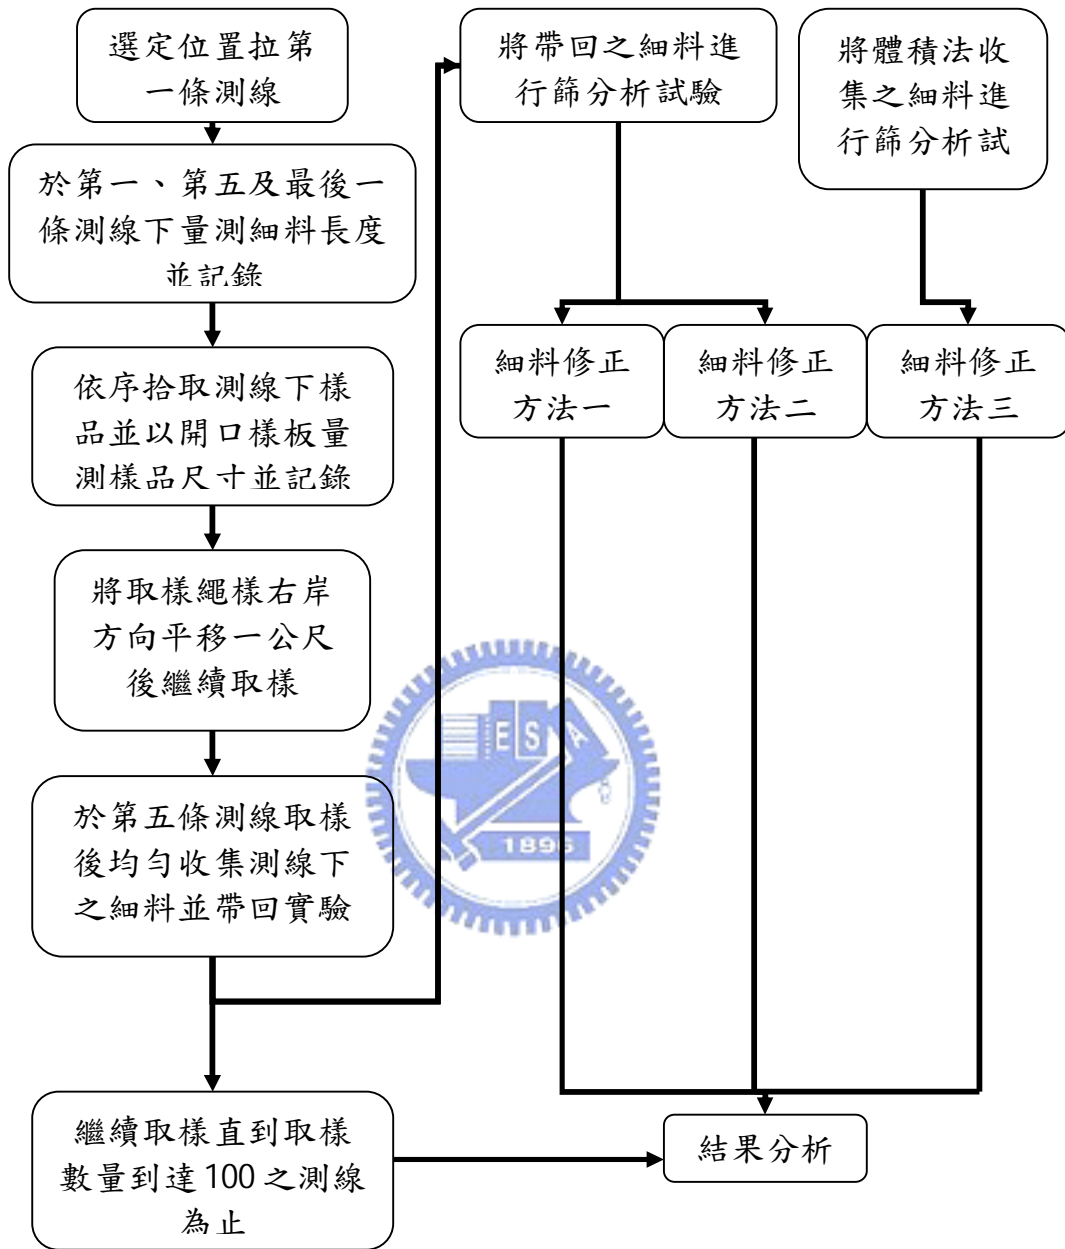 選定位置拉第
一條測線
於第一、第五及最後一
條測線下量測細料長度
並記錄
依序拾取測線下樣
品並以開口樣板量
測樣品尺寸並記錄
將取樣繩樣右岸
方向平移一公尺
後繼續取樣
於第五條測線取樣
後均勻收集測線下
之細料並帶回實驗
繼續取樣直到取樣
數量到達 100 之測線
為止
將帶回之細料進
行篩分析試驗
將體積法收
集之細料進
行篩分析試
細料修正
方法一
細料修正
方法二
細料修正
方法三
結果分析
E S A
1896